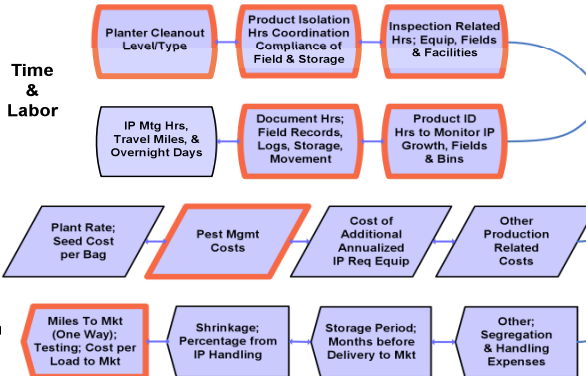 Time
&
Labor
Planter Cleanout
Level/Type
Product Isolation
Hrs Coordination
Compliance of
Field & Storage
Inspection Related
Hrs; Equip, Fields
& Facilities
IP Mtg Hrs,
Travel Miles, &
Overnight Days
Document Hrs;
Field Records,
Logs, Storage,
Movement
Product ID
Hrs to Monitor IP
Growth, Fields
& Bins
Plant Rate;
Seed Cost
per Bag
Pest Mgmt
Costs
Cost of
Additional
Annualized
IP Req Equip
Other
Production
Related
Costs
Miles To Mkt
(One Way);
Testing; Cost per
Load to Mkt
Shrinkage;
Percentage from
IP Handling
Storage Period;
Months before
Delivery to Mkt
Other;
Segregation
& Handling
Expenses